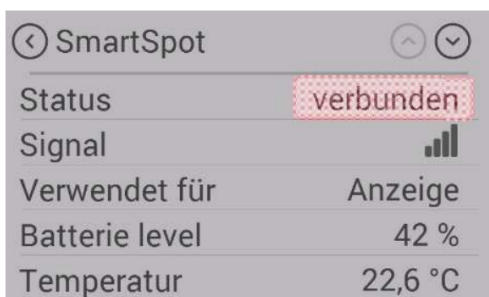 SmartSpot
Status verbunden
Signal
Verwendet für Anzeige
Batterie level 42 %
Temperatur 22,6 °C